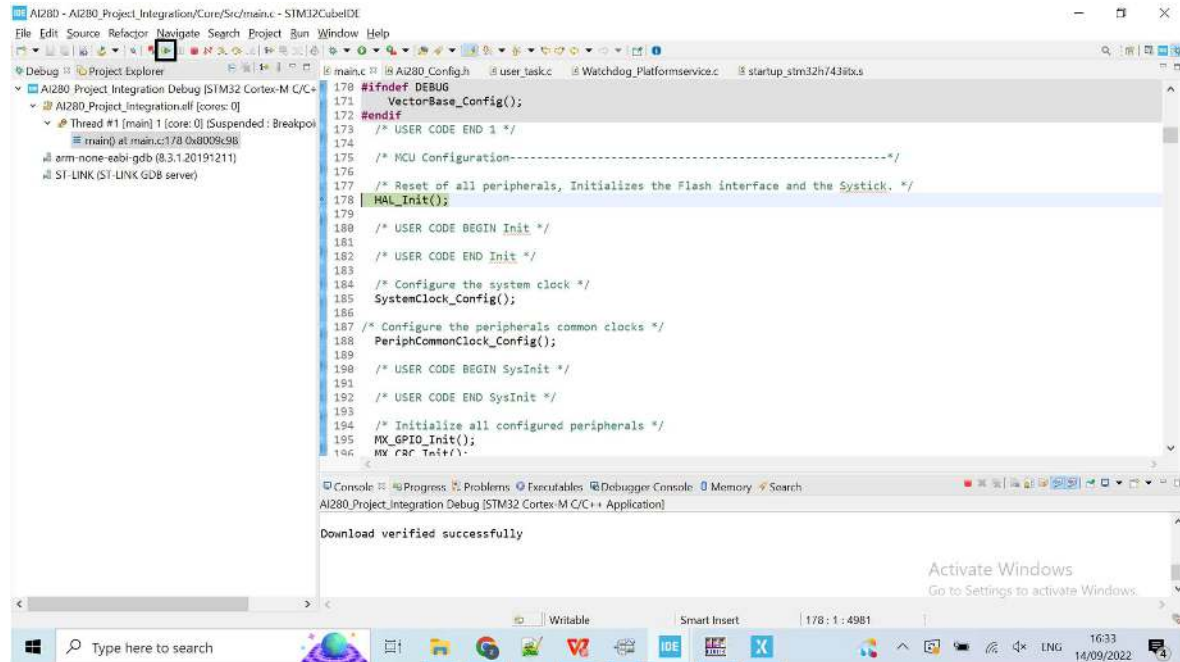 AI280 - AI280_Project_Integration/Core/Src/main.c - STM32CubeIDE
File Edit Source Refactor Navigate Search Project Run Window Help
Debug Project Explorer
main.c AI280_Config.h user_task.c Watchdog_Platformservice.c startup_stm32h743iitx.s
AI280 Project Integration Debug [STM32 Cortex-M C/C+
AI280_Project_Integration.elf [cores: 0]
Thread #1 [main] 1 [core: 0] (Suspended : Breakpoi
main() at main.c:178 0x8009c98
arm-none-eabi-gdb (8.3.1.20191211)
ST-LINK (ST-LINK GDB server)
170 #ifndef DEBUG
171 VectorBase_Config();
172 #endif
173 /* USER CODE END 1 */
174
175 /* MCU Configuration--------------------------------------------------------*/
176
177 /* Reset of all peripherals, Initializes the Flash interface and the Systick. */
178 HAL_Init();
179
180 /* USER CODE BEGIN Init */
181
182 /* USER CODE END Init */
183
184 /* Configure the system clock */
185 SystemClock_Config();
186
187 /* Configure the peripherals common clocks */
188 PeriphCommonClock_Config();
189
190 /* USER CODE BEGIN SysInit */
191
192 /* USER CODE END SysInit */
193
194 /* Initialize all configured peripherals */
195 MX_GPIO_Init();
196 MX_CRC_Init();
Console Progress Problems Executables Debugger Console Memory Search
AI280_Project_Integration Debug [STM32 Cortex-M C/C++ Application]
Download verified successfully
Activate Windows
Go to Settings to activate Windows.
Writable Smart Insert 178 : 1 : 4981
Type here to search
IDE
X
ENG
16:33
14/09/2022